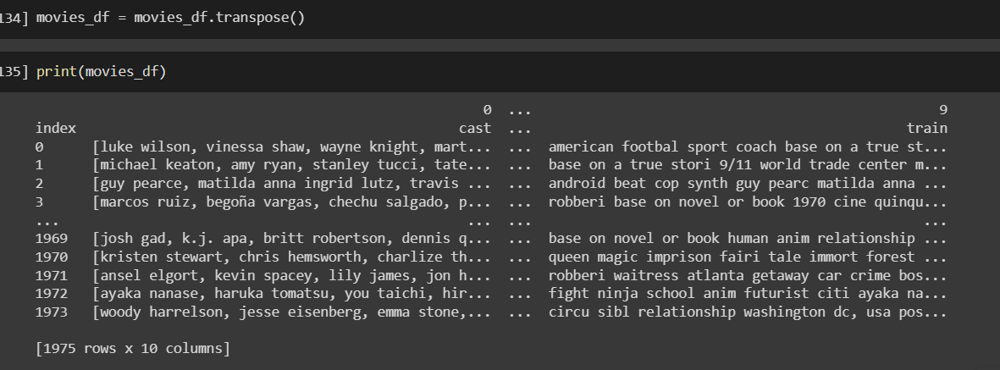 134] movies_df = movies_df.transpose()
135] print(movies_df)
0 ... 9
index cast ... train
0 [luke wilson, vinessa shaw, wayne knight, mart... ... american footbal sport coach base on a true st...
1 [michael keaton, amy ryan, stanley tucci, tate... ... base on a true stori 9/11 world trade center m...
2 [guy pearce, matilda anna ingrid lutz, travis ... ... android beat cop synth guy pearc matilda anna ...
3 [marcos ruiz, begoña vargas, chechu salgado, p... ... robberi base on novel or book 1970 cine quinqu...
... ... ... ...
1969 [josh gad, k.j. apa, britt robertson, dennis q... ... base on novel or book human anim relationship ...
1970 [kristen stewart, chris hemsworth, charlize th... ... queen magic imprison fairi tale immort forest ...
1971 [ansel elgort, kevin spacey, lily james, jon h... ... robberi waitress atlanta getaway car crime bos...
1972 [ayaka nanase, haruka tomatsu, you taichi, hir... ... fight ninja school anim futurist citi ayaka na...
1973 [woody harrelson, jesse eisenberg, emma stone,... ... circu sibl relationship washington dc, usa pos...
[1975 rows x 10 columns]